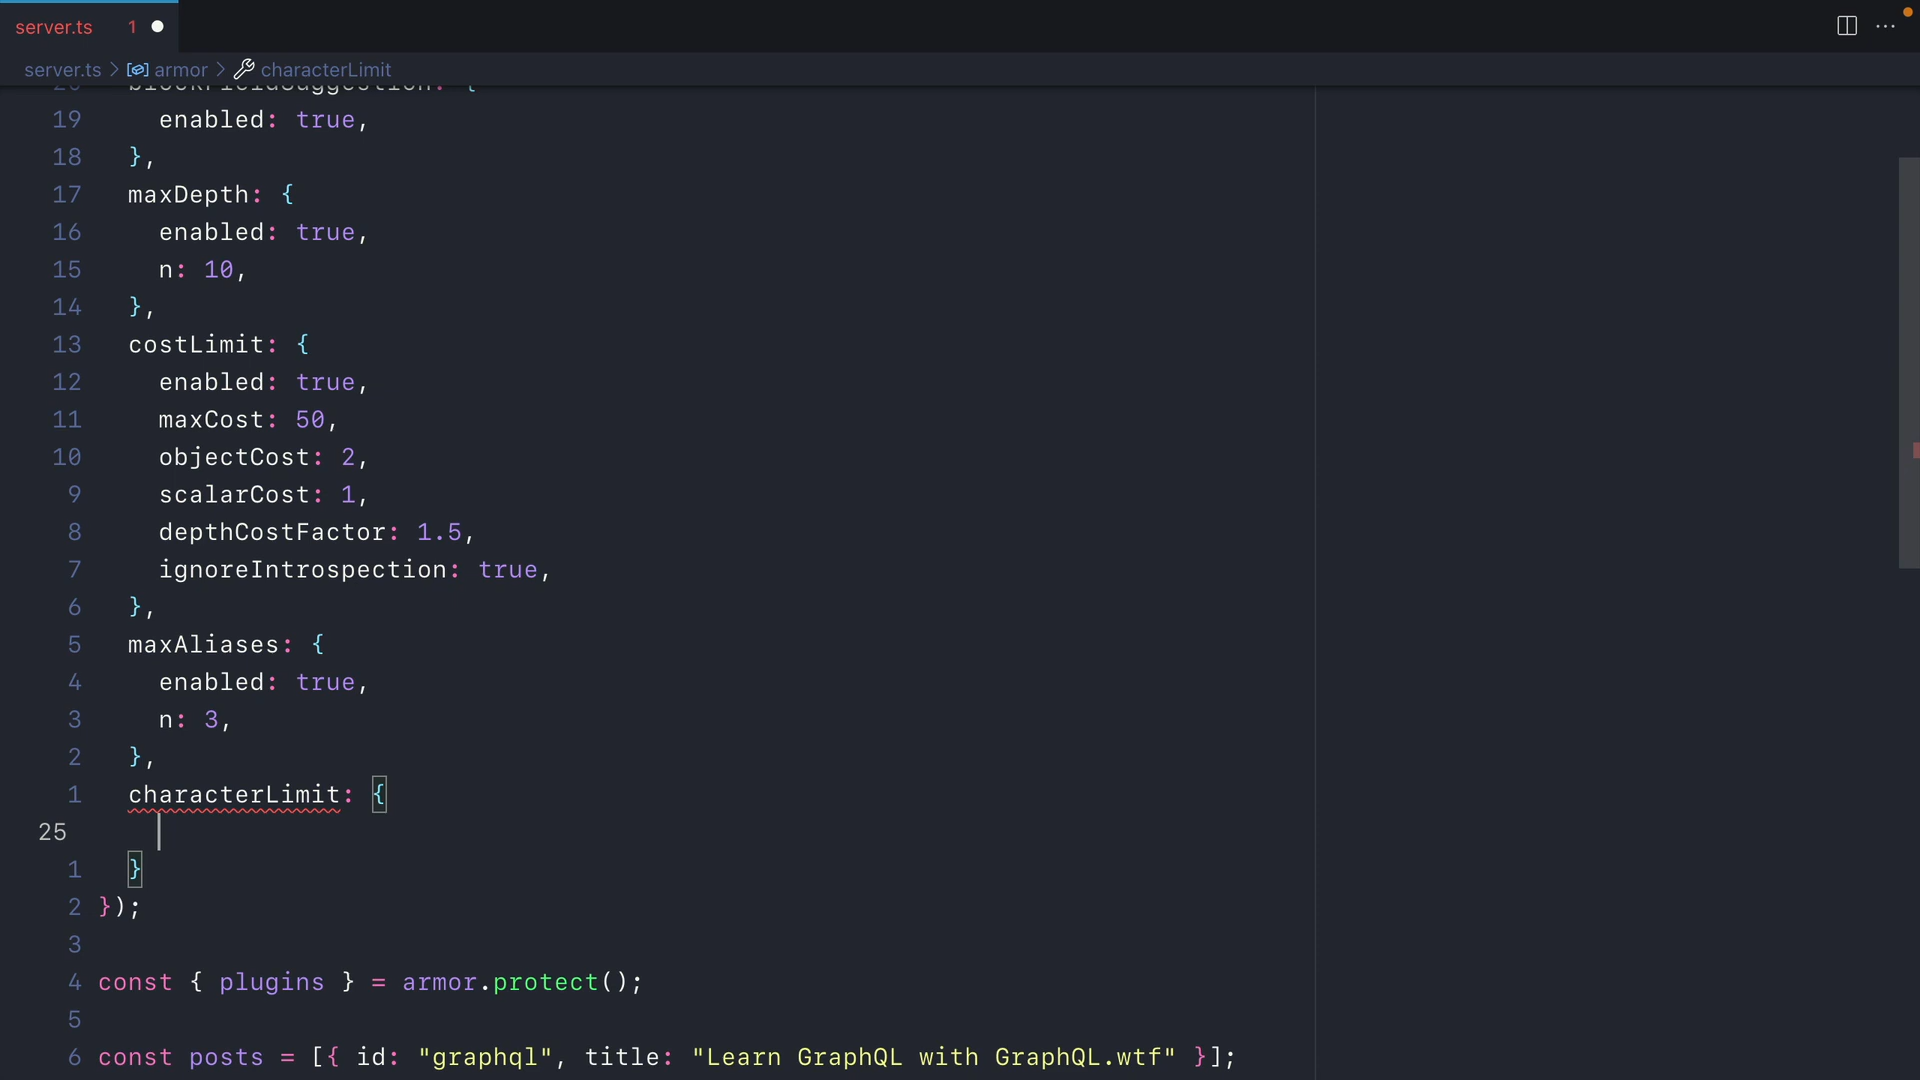 server.ts 1
server.ts > armor > characterLimit
20 blockFieldSuggestion: {
19 enabled: true,
18 },
17 maxDepth: {
16 enabled: true,
15 n: 10,
14 },
13 costLimit: {
12 enabled: true,
11 maxCost: 50,
10 objectCost: 2,
9 scalarCost: 1,
8 depthCostFactor: 1.5,
7 ignoreIntrospection: true,
6 },
5 maxAliases: {
4 enabled: true,
3 n: 3,
2 },
1 characterLimit: {
25
1 }
2 });
3
4 const { plugins } = armor.protect();
5
6 const posts = [{ id: "graphql", title: "Learn GraphQL with GraphQL.wtf" }];